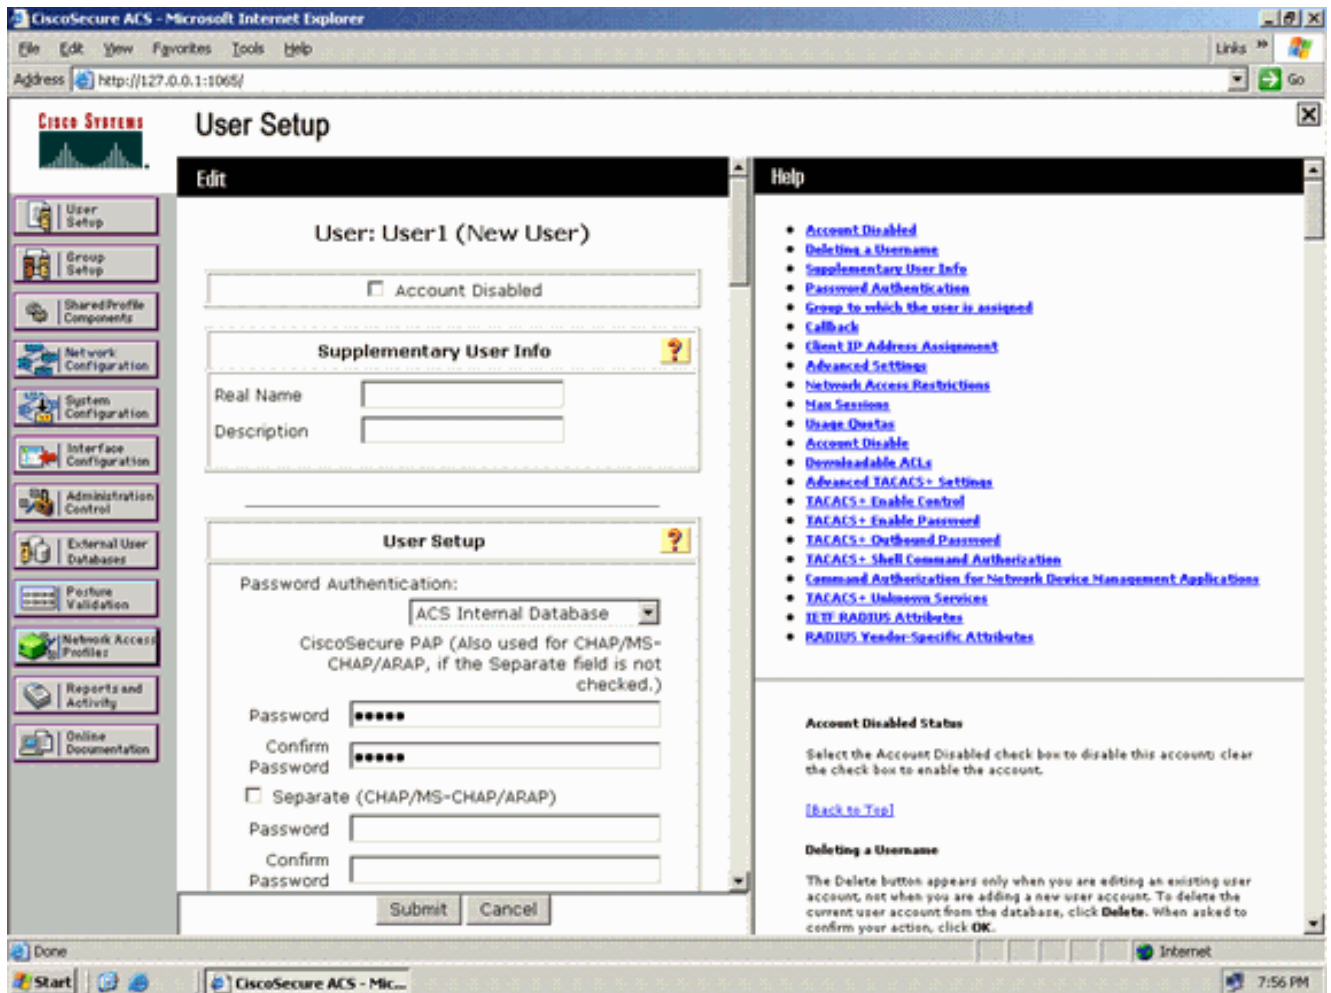 CiscoSecure ACS - Microsoft Internet Explorer
File Edit View Favorites Tools Help
Links »
Address http://127.0.0.1:1065/
Go
CISCO SYSTEMS
User Setup
User Setup
Group Setup
Shared Profile Components
Network Configuration
System Configuration
Interface Configuration
Administration Control
External User Databases
Posture Validation
Network Access Profiles
Reports and Activity
Online Documentation
Edit
User: User1 (New User)
Account Disabled
Supplementary User Info
?
Real Name
Description
User Setup
?
Password Authentication:
ACS Internal Database
CiscoSecure PAP (Also used for CHAP/MS-
CHAP/ARAP, if the Separate field is not
checked.)
Password •••••
Confirm Password •••••
Separate (CHAP/MS-CHAP/ARAP)
Password
Confirm Password
Submit Cancel
Help
Account Disabled
Deleting a Username
Supplementary User Info
Password Authentication
Group to which the user is assigned
Callback
Client IP Address Assignment
Advanced Settings
Network Access Restrictions
Max Sessions
Usage Quotas
Account Disable
Downloadable ACLs
Advanced TACACS+ Settings
TACACS+ Enable Control
TACACS+ Enable Password
TACACS+ Outbound Password
TACACS+ Shell Command Authorization
Command Authorization for Network Device Management Applications
TACACS+ Unknown Services
IETF RADIUS Attributes
RADIUS Vendor-Specific Attributes
Account Disabled Status
Select the Account Disabled check box to disable this account; clear
the check box to enable the account.
[Back to Top]
Deleting a Username
The Delete button appears only when you are editing an existing user
account, not when you are adding a new user account. To delete the
current user account from the database, click Delete. When asked to
confirm your action, click OK.
Done
Internet
Start
CiscoSecure ACS - Mic...
7:56 PM